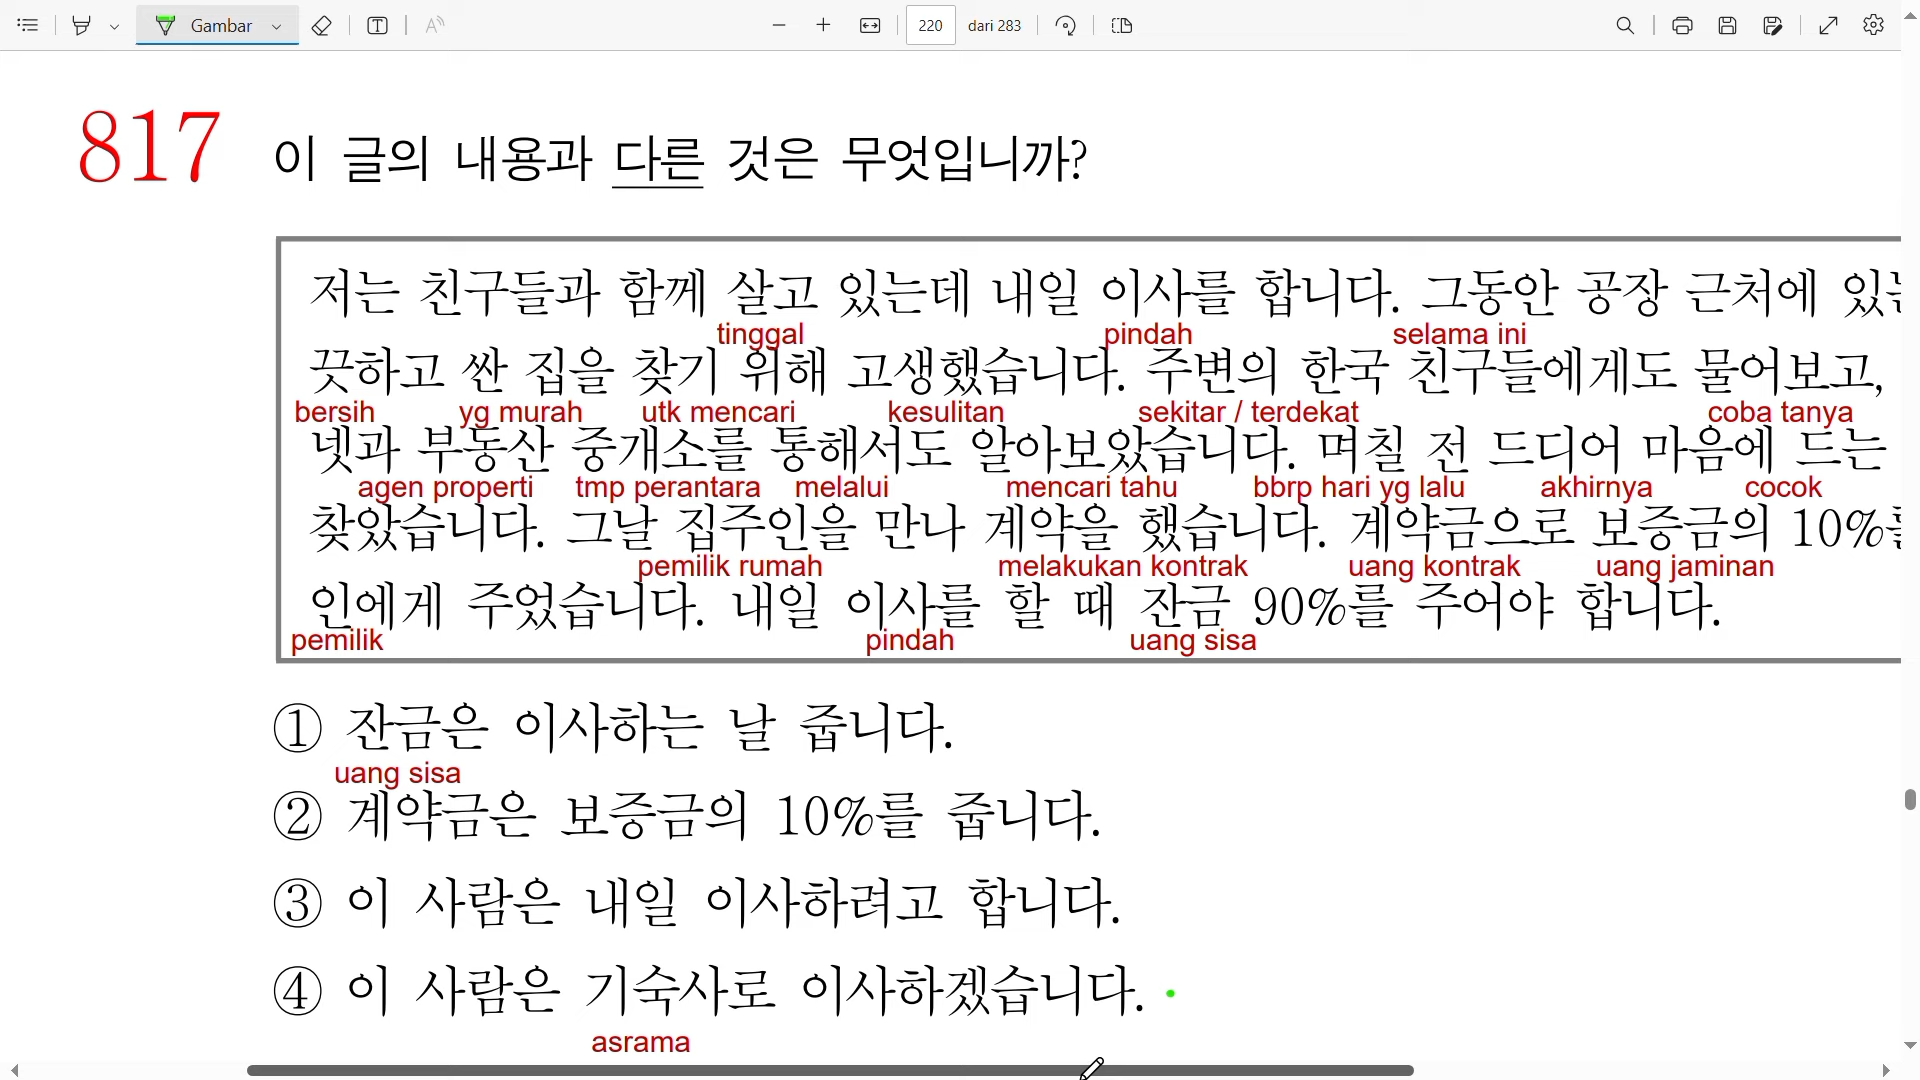 Gambar
220 dari 283
817 이 글의 내용과 다른 것은 무엇입니까?
저는 친구들과 함께 살고 있는데 내일 이사를 합니다. 그동안 공장 근처에
tinggal pindah selama ini
끗하고 싼 집을 찾기 위해 고생했습니다. 주변의 한국 친구들에게도 물어보고,
bersih yg murah utk mencari kesulitan sekitar / terdekat coba tanya
넷과 부동산 중개소를 통해서도 알아보았습니다. 며칠 전 드디어 마음에 드는
agen properti tmp perantara melalui mencari tahu bbrp hari yg lalu akhirnya cocok
찾았습니다. 그날 집주인을 만나 계약을 했습니다. 계약금으로 보증금의 10%를
pemilik rumah melakukan kontrak uang kontrak uang jaminan
인에게 주었습니다. 내일 이사를 할 때 잔금 90%를 주어야 합니다.
pemilik pindah uang sisa
① 잔금은 이사하는 날 줍니다.
uang sisa
② 계약금은 보증금의 10%를 줍니다.
③ 이 사람은 내일 이사하려고 합니다.
④ 이 사람은 기숙사로 이사하겠습니다.
asrama